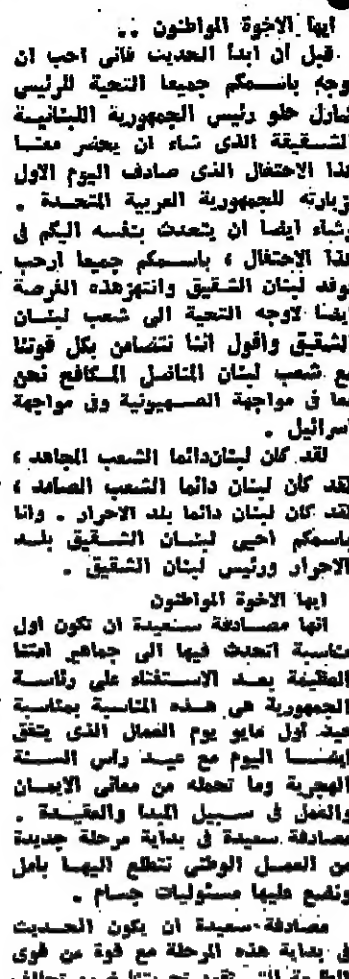 ايها الاخوة المواطنون ..
قبل أن ابدأ الحديث فانى احب ان
وجه باسمكم جميعا التحية للرئيس
شارل حلو رئيس الجمهورية اللبنانية
الشقيقة الذى شاء ان يحضر معنا
هذا الاحتفال الذى صادف اليوم الاول
زيارته للجمهورية العربية المتحدة .
وشاء ايضا ان يتحدث بنفسه اليكم فى
هذا الاحتفال ، باسمكم جميعا ارحب
بوفد لبنان الشقيق وانتهز هذه الفرصة
ايضا لاوجه التحية الى شعب لبنان
الشقيق واقول اننا نتضامن بكل قوتنا
مع شعب لبنان المناضل المكافح نحن
معا فى مواجهة الصهيونية وفى مواجهة
اسرائيل .
لقد كان لبنان دائما الشعب المجاهد ،
لقد كان لبنان دائما الشعب الصامد ،
لقد كان لبنان دائما بلد الاحرار . وانا
باسمكم احيى لبنان الشقيق بلد
الاحرار ورئيس لبنان الشقيق .
ايها الاخوة المواطنون
انها مصادفة سعيدة ان تكون اول
مناسبة اتحدث فيها الى جماهير امتنا
العظيمة بعد الاستفتاء على رئاسة
الجمهورية هى هذه المناسبة بمناسبة
عيد أول مايو يوم العمال الذى يتفق
ايضا اليوم مع عيد رأس السنة
الهجرية وما تحمله من معانى الايمان
والعمل فى سبيل المبدأ والعقيدة .
مصادفة سعيدة فى بداية مرحلة جديدة
من العمل الوطنى نتطلع اليها بامل
ونضع عليها مسئوليات جسام .
مصادفة سعيدة ان يكون الحديث
فى بداية هذه المرحلة مع قوة من قوى